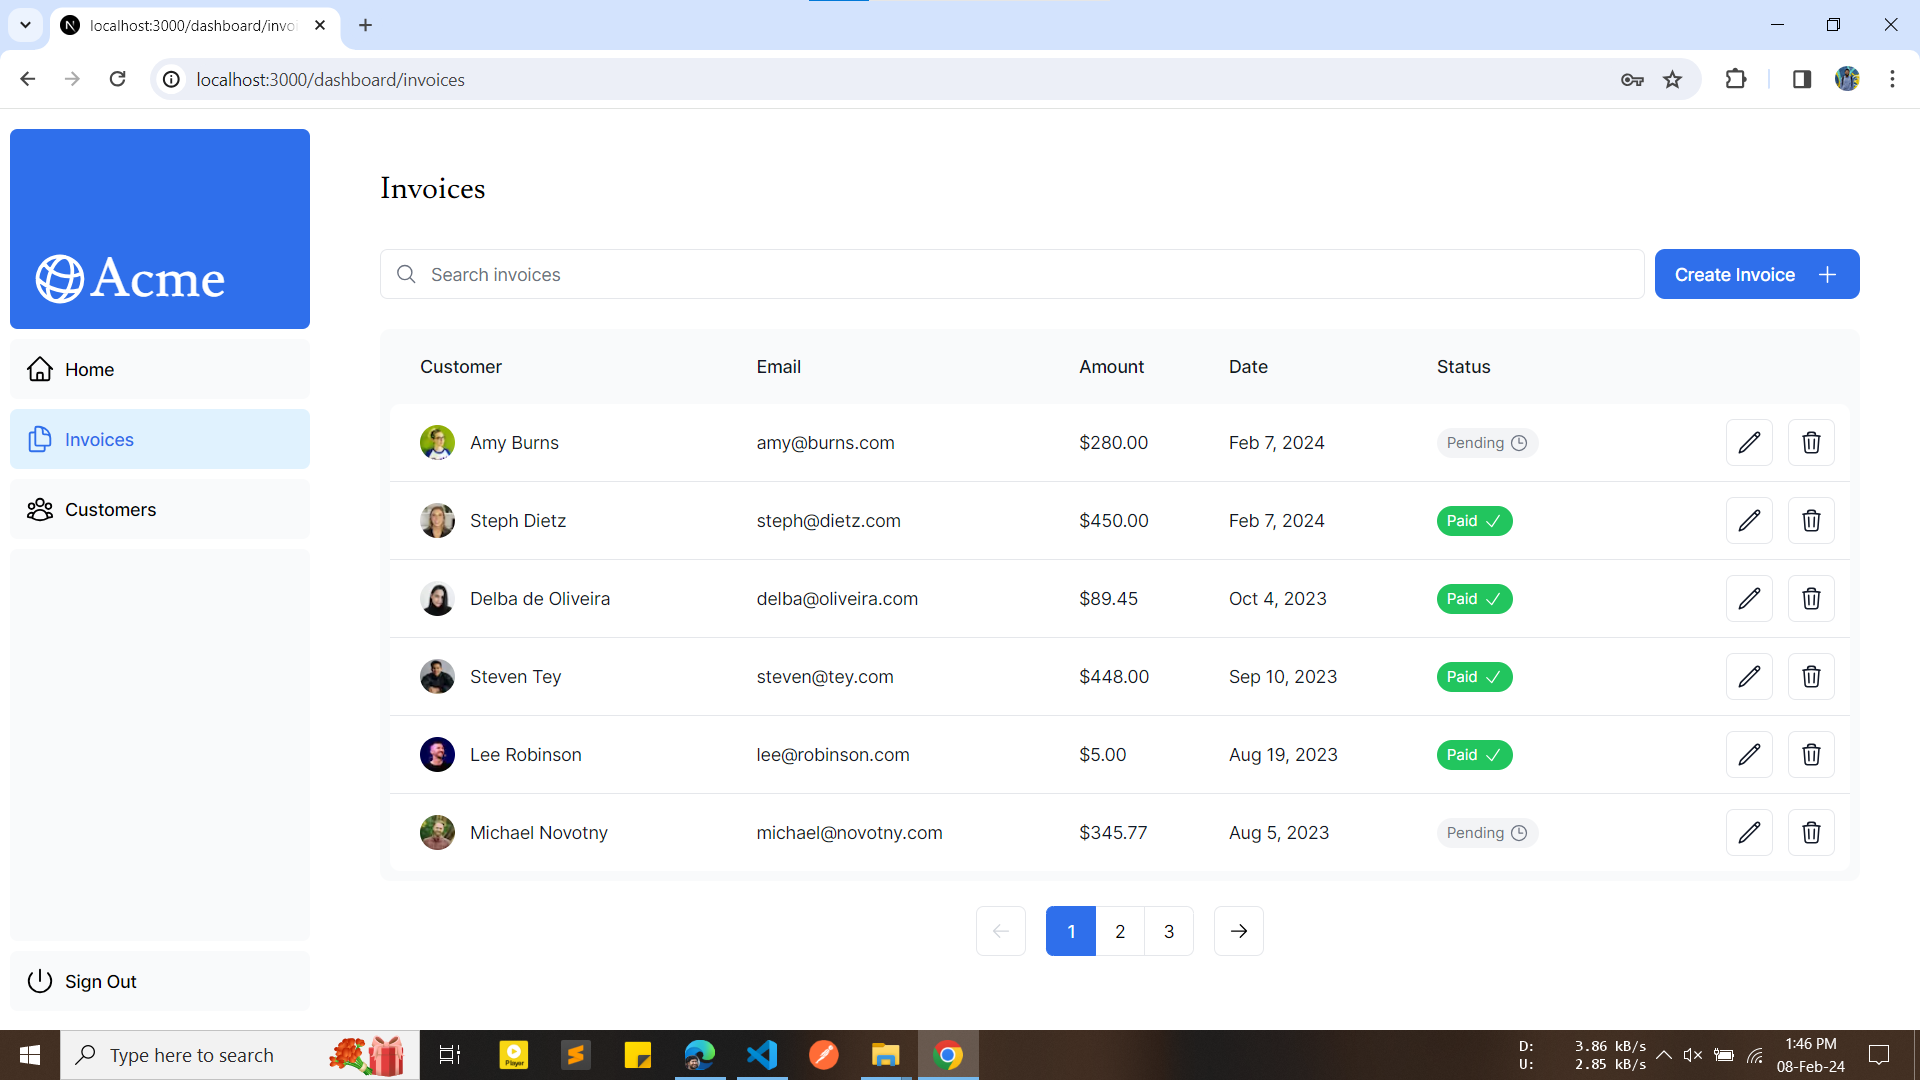 localhost:3000/dashboard/invoi
localhost:3000/dashboard/invoices
Acme
Home
Invoices
Customers
Sign Out
Invoices
Search invoices
Create Invoice
Customer Email Amount Date Status
Amy Burns amy@burns.com $280.00 Feb 7, 2024 Pending
Steph Dietz steph@dietz.com $450.00 Feb 7, 2024 Paid
Delba de Oliveira delba@oliveira.com $89.45 Oct 4, 2023 Paid
Steven Tey steven@tey.com $448.00 Sep 10, 2023 Paid
Lee Robinson lee@robinson.com $5.00 Aug 19, 2023 Paid
Michael Novotny michael@novotny.com $345.77 Aug 5, 2023 Pending
1 2 3
Type here to search
Player
D: 3.86 kB/s
U: 2.85 kB/s
1:46 PM
08-Feb-24